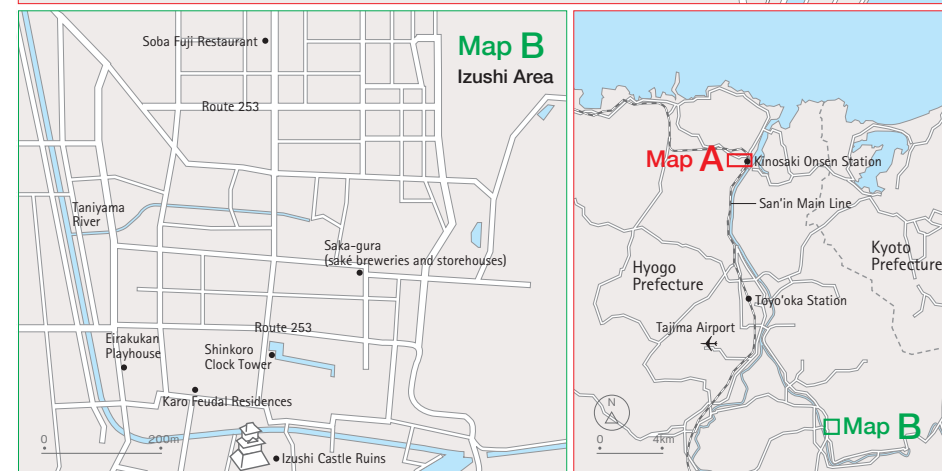 Soba Fuji Restaurant
Map B
Izushi Area
Route 253
Taniyama
River
Saka-gura
(saké breweries and storehouses)
Route 253
Eirakukan
Playhouse
Shinkoro
Clock Tower
Karo Feudal Residences
0
200m
Izushi Castle Ruins
Map A
Kinosaki Onsen Station
San'in Main Line
Kyoto
Prefecture
Hyogo
Prefecture
Toyo'oka Station
Tajima Airport
N
0
4km
Map B